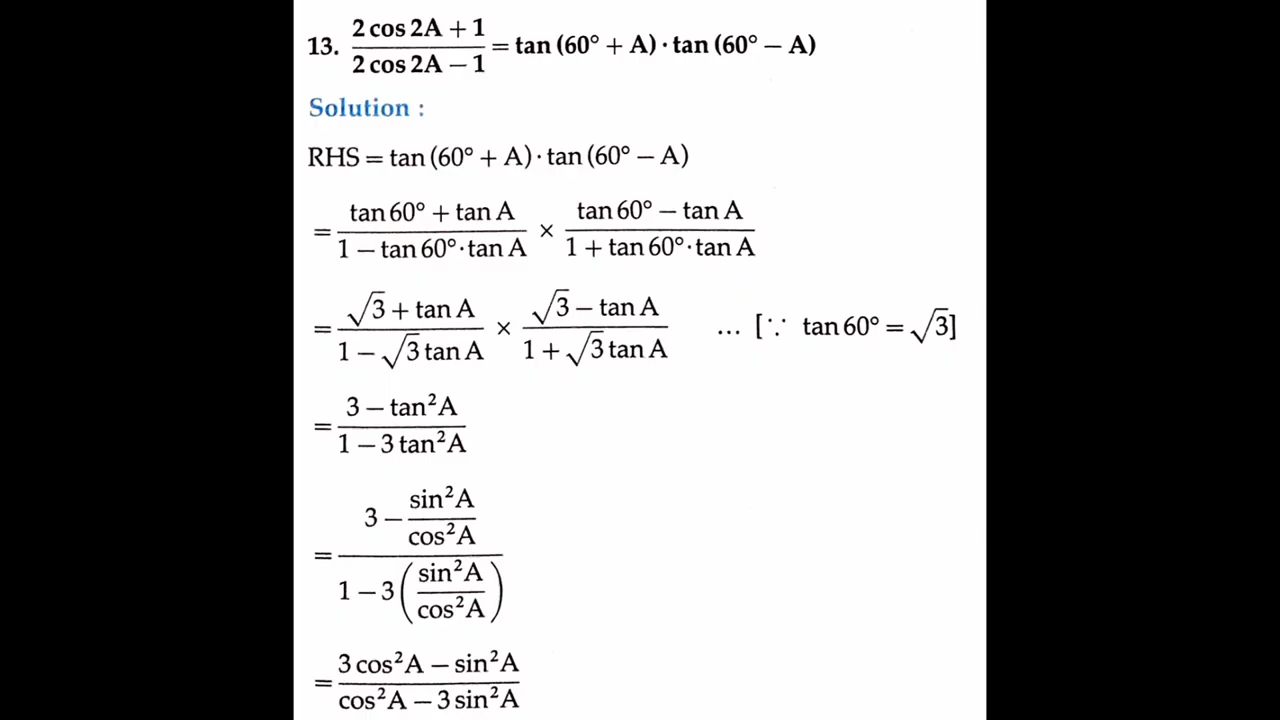 13. (2 cos 2A + 1)/(2 cos 2A − 1) = tan (60° + A) · tan (60° − A)
Solution :
RHS = tan (60° + A) · tan (60° − A)
= (tan 60° + tan A)/(1 − tan 60° · tan A) × (tan 60° − tan A)/(1 + tan 60° · tan A)
= (√3 + tan A)/(1 − √3 tan A) × (√3 − tan A)/(1 + √3 tan A) ... [∵ tan 60° = √3]
= (3 − tan²A)/(1 − 3 tan²A)
= (3 − sin²A/cos²A)/(1 − 3(sin²A/cos²A))
= (3 cos²A − sin²A)/(cos²A − 3 sin²A)